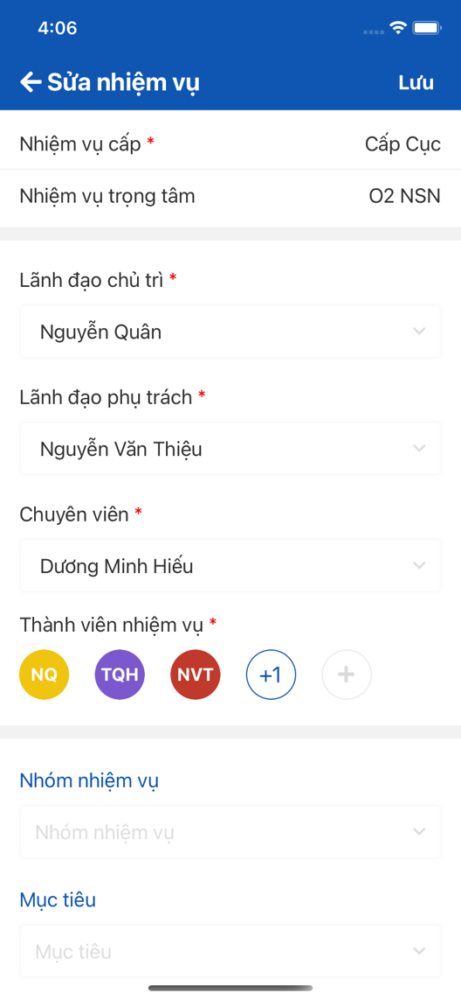 4:06
Sửa nhiệm vụ
Lưu
Nhiệm vụ cấp *
Cấp Cục
Nhiệm vụ trọng tâm
O2 NSN
Lãnh đạo chủ trì *
Nguyễn Quân
Lãnh đạo phụ trách *
Nguyễn Văn Thiệu
Chuyên viên *
Dương Minh Hiếu
Thành viên nhiệm vụ *
NQ TQH NVT +1 +
Nhóm nhiệm vụ
Nhóm nhiệm vụ
Mục tiêu
Mục tiêu